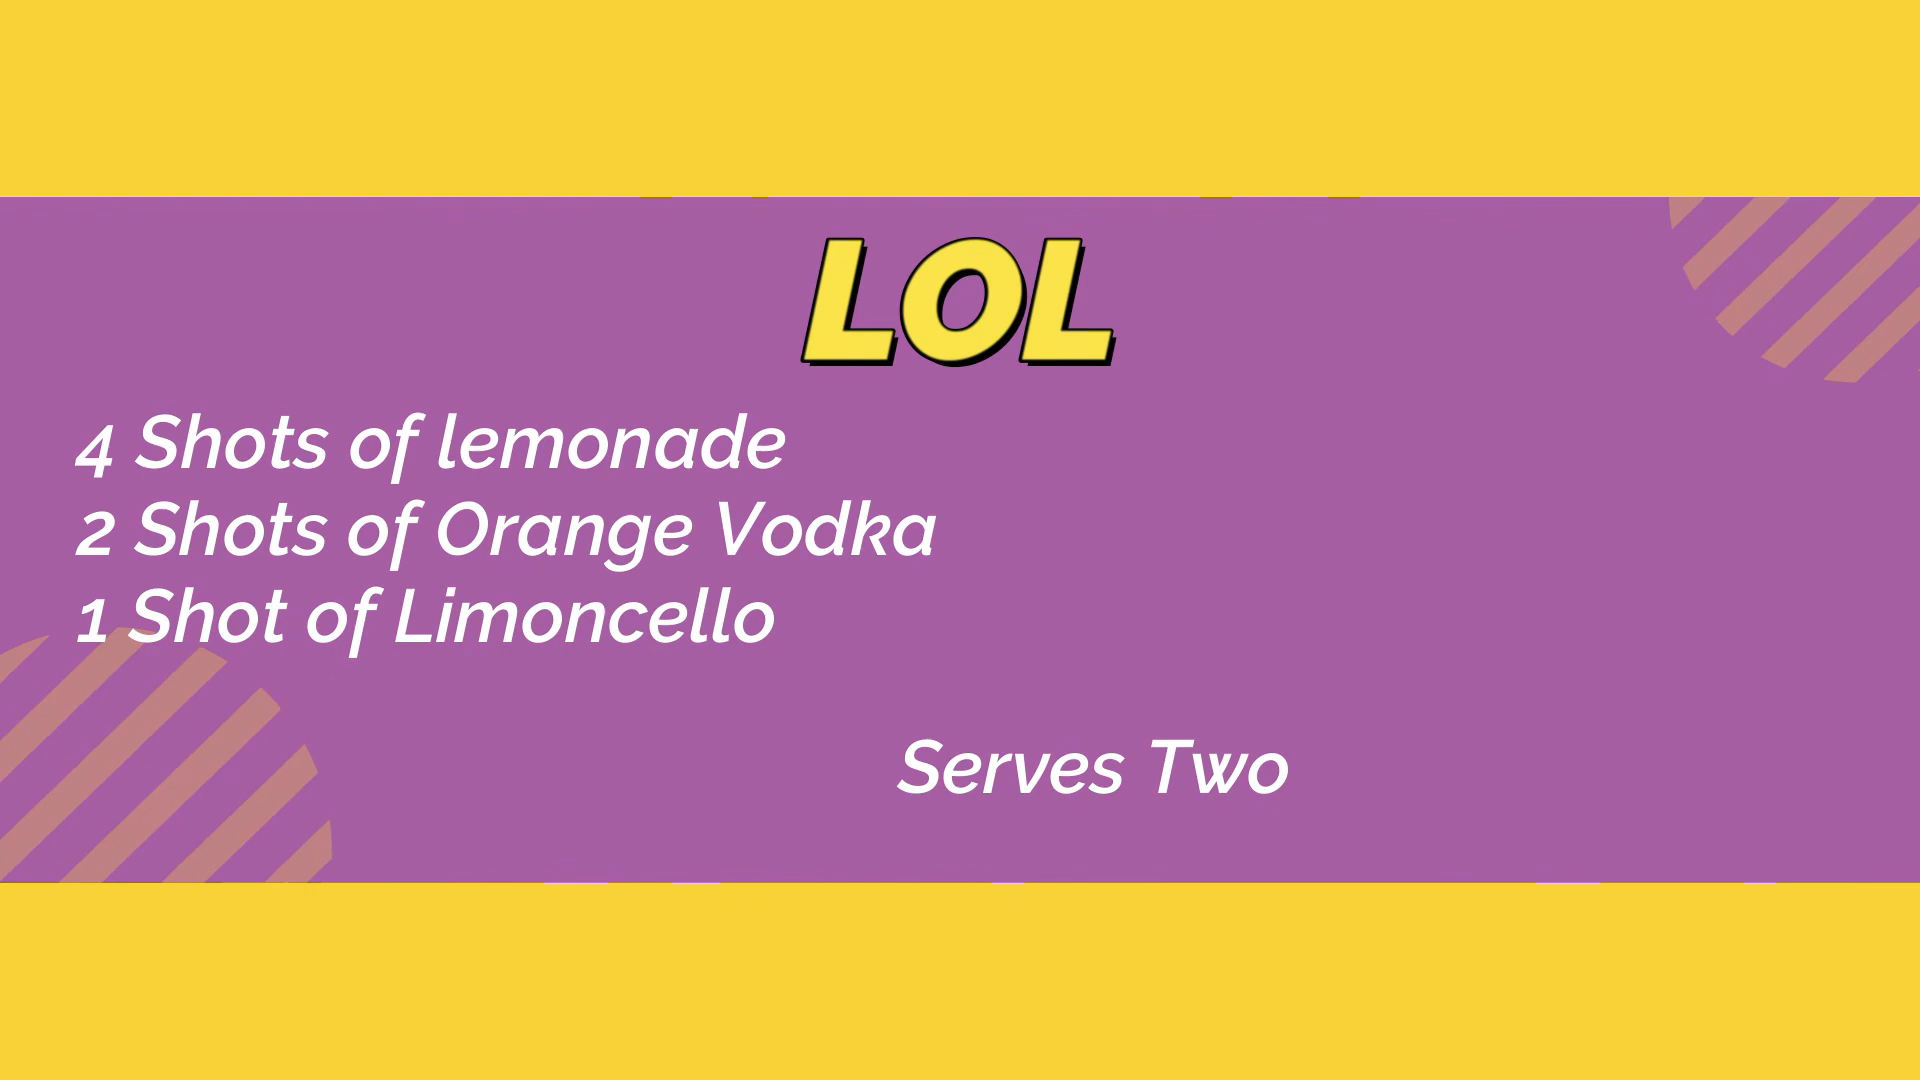 LOL
4 Shots of lemonade
2 Shots of Orange Vodka
1 Shot of Limoncello
Serves Two